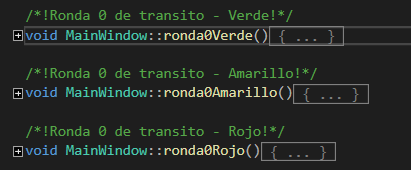 /*!Ronda 0 de transito - Verde!*/
void MainWindow::ronda0Verde(){ ... }
/*!Ronda 0 de transito - Amarillo!*/
void MainWindow::ronda0Amarillo(){ ... }
/*!Ronda 0 de transito - Rojo!*/
void MainWindow::ronda0Rojo(){ ... }